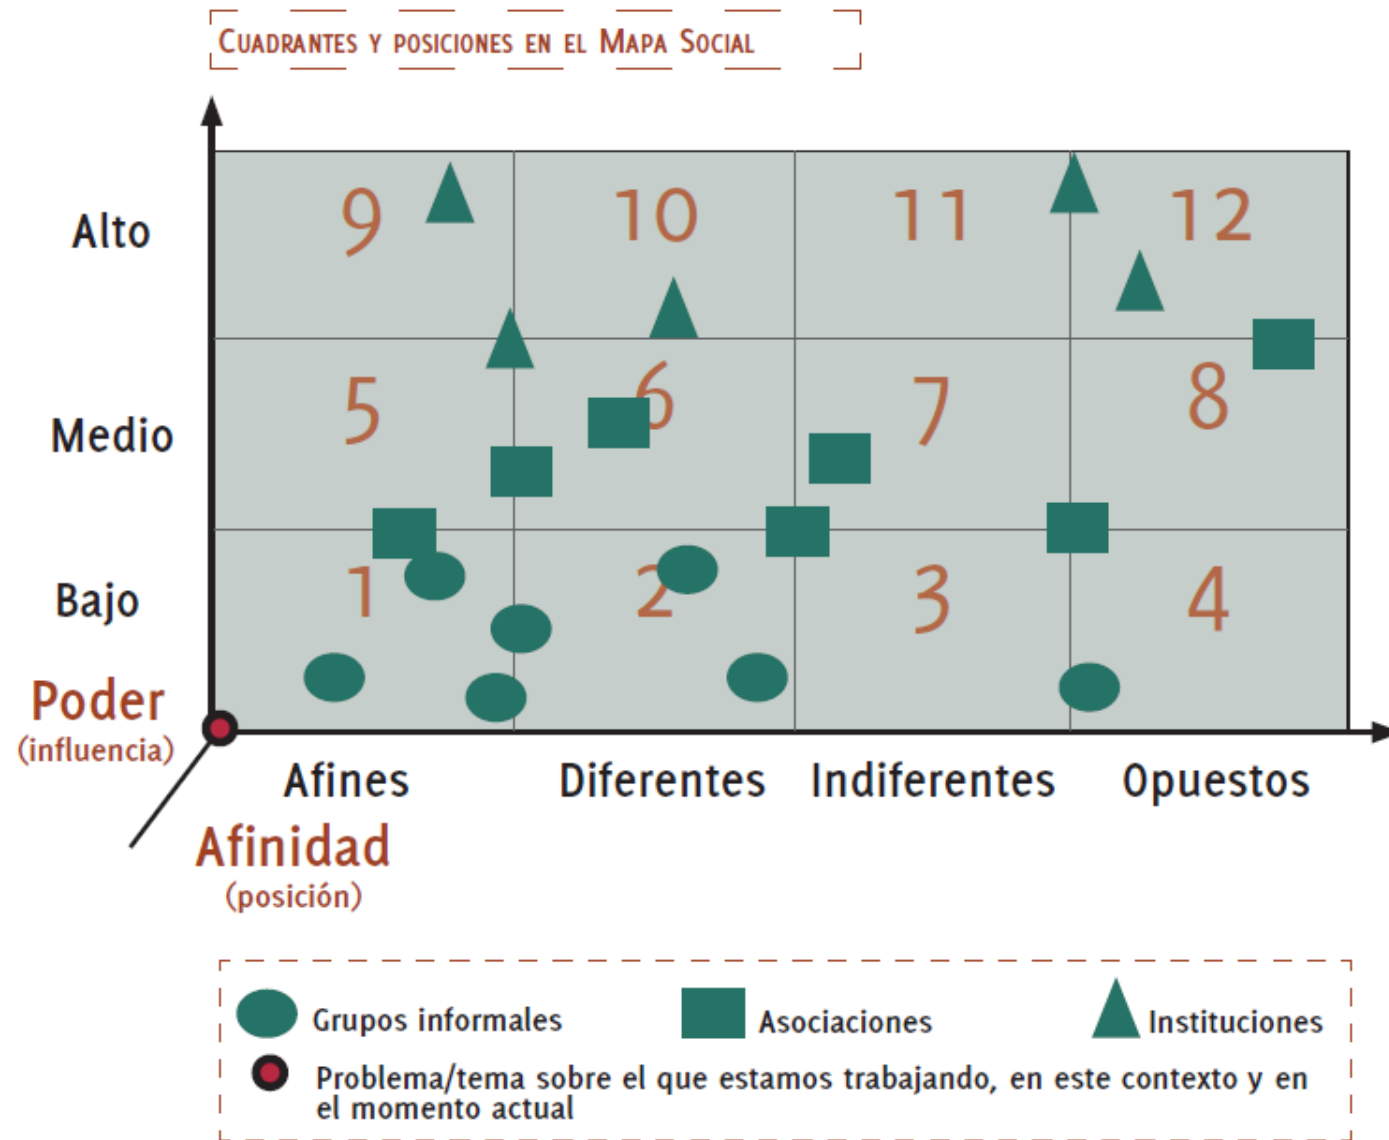 Cuadrantes y posiciones en el Mapa Social
Alto
9
10
11
12
Medio
5
6
7
8
Bajo
1
2
3
4
Poder
(influencia)
Afines
Diferentes
Indiferentes
Opuestos
Afinidad
(posición)
Grupos informales
Asociaciones
Instituciones
Problema/tema sobre el que estamos trabajando, en este contexto y en
el momento actual